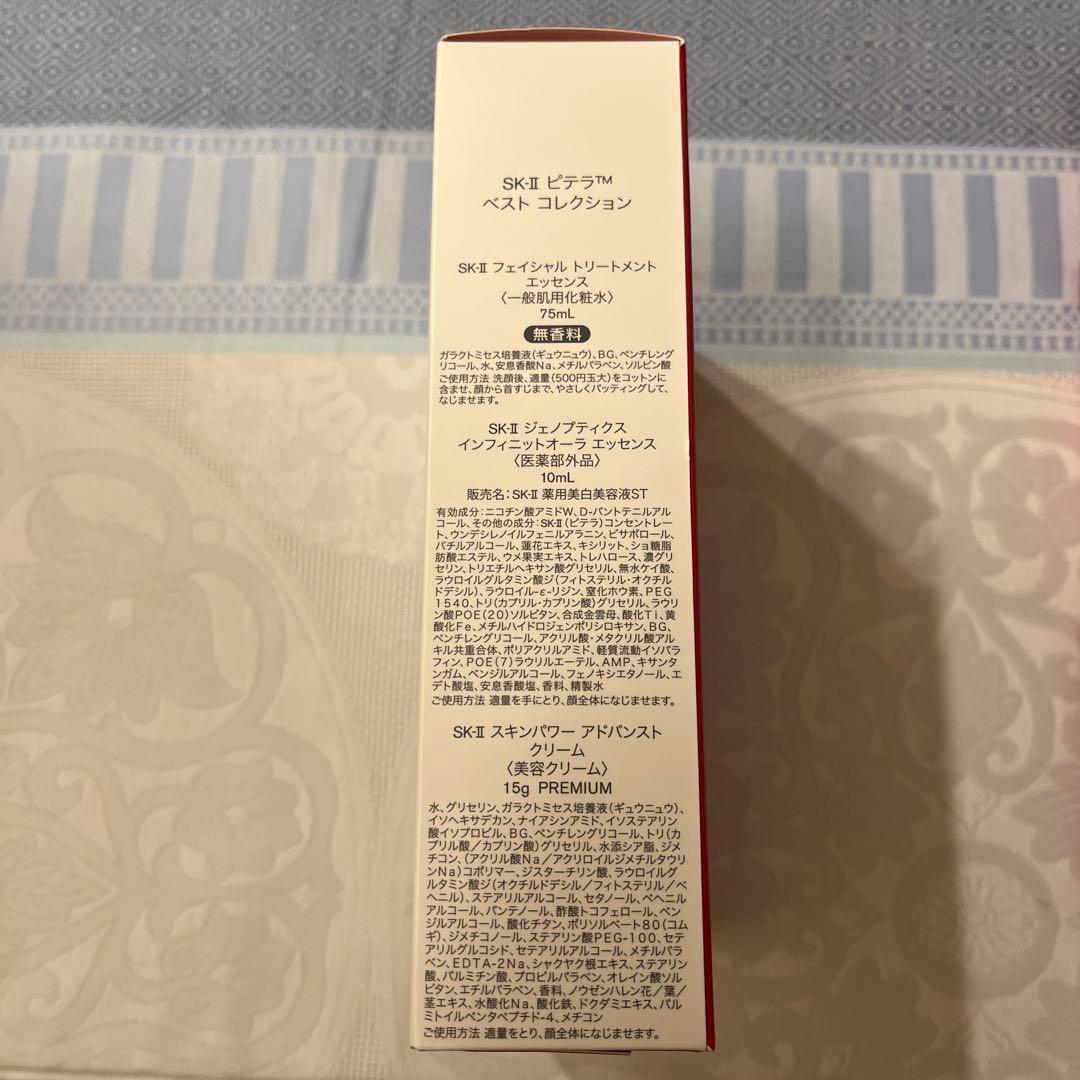 SK-II ピテラ™
ベスト コレクション
SK-II フェイシャル トリートメント
エッセンス
〈一般肌用化粧水〉
75mL
無香料
ガラクトミセス培養液(ギュウニュウ)、BG、ペンチレング
リコール、水、安息香酸Na、メチルパラベン、ソルビン酸
ご使用方法 洗顔後、適量(500円玉大)をコットンに
含ませ、顔から首すじまで、やさしくパッティングして、
なじませます。
SK-II ジェノプティクス
インフィニットオーラ エッセンス
〈医薬部外品〉
10mL
販売名:SK-II 薬用美白美容液ST
有効成分:ニコチン酸アミドW、D-パントテニルアル
コール、その他の成分:SK-II(ピテラ)コンセントレー
ト、ウンデシレノイルフェニルアラニン、ビサボロール、
バチルアルコール、蓮花エキス、キシリット、ショ糖脂
肪酸エステル、ウメ果実エキス、トレハロース、濃グリ
セリン、トリエチルヘキサン酸グリセリル、無水ケイ酸、
ラウロイルグルタミン酸ジ(フィトステリル・オクチルド
デシル)、ラウロイル-ε-リジン、窒化ホウ素、PEG
1540、トリ(カプリル・カプリン酸)グリセリル、ラウリ
ン酸POE(20)ソルビタン、合成金雲母、酸化Ti、黄
酸化Fe、メチルハイドロジェンポリシロキサン、BG、
ペンチレングリコール、アクリル酸・メタクリル酸アル
キル共重合体、ポリアクリルアミド、軽質流動イソパラ
フィン、POE(7)ラウリルエーテル、AMP、キサンタ
ンガム、ベンジルアルコール、フェノキシエタノール、エ
デト酸塩、安息香酸塩、香料、精製水
ご使用方法 適量を手にとり、顔全体になじませます。
SK-II スキンパワー アドバンスト
クリーム
〈美容クリーム〉
15g PREMIUM
水、グリセリン、ガラクトミセス培養液(ギュウニュウ)、
イソヘキサデカン、ナイアシンアミド、イソステアリン
酸イソプロピル、BG、ペンチレングリコール、トリ(カ
プリル酸/カプリン酸)グリセリル、水添シア脂、ジメ
チコン、(アクリル酸Na/アクリロイルジメチルタウリ
ンNa)コポリマー、ジスターチリン酸、ラウロイルグ
ルタミン酸ジ(オクチルドデシル/フィトステリル/ベ
ヘニル)、ステアリルアルコール、セタノール、ベヘニル
アルコール、パンテノール、酢酸トコフェロール、ベン
ジルアルコール、酸化チタン、ポリソルベート80(コム
ギ)、ジメチコノール、ステアリン酸PEG-100、セテ
アリルグルコシド、セテアリルアルコール、メチルパラ
ベン、EDTA-2Na、シャクヤク根エキス、ステアリン
酸、パルミチン酸、プロピルパラベン、オレイン酸ソル
ビタン、エチルパラベン、香料、ノウゼンハレン花/葉/
茎エキス、水酸化Na、酸化鉄、ドクダミエキス、パル
ミトイルペンタペプチド-4、メチコン
ご使用方法 適量をとり、顔全体になじませます。